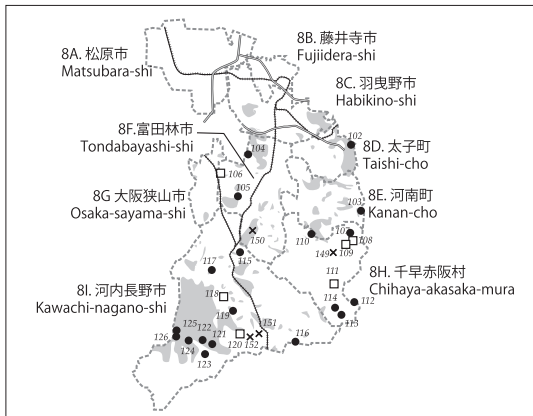 8A. 松原市
Matsubara-shi
8B. 藤井寺市
Fujiidera-shi
8C. 羽曳野市
Habikino-shi
8F.富田林市
Tondabayashi-shi
102
8D. 太子町
Taishi-cho
104
106
105
8G 大阪狭山市
Osaka-sayama-shi
103
8E. 河南町
Kanan-cho
150
110
107
108
109
149
115
117
111
8H. 千早赤阪村
Chihaya-akasaka-mura
8I. 河内長野市
Kawachi-nagano-shi
118
119
114
112
113
125
122
121
126
124
123
120
152
151
116